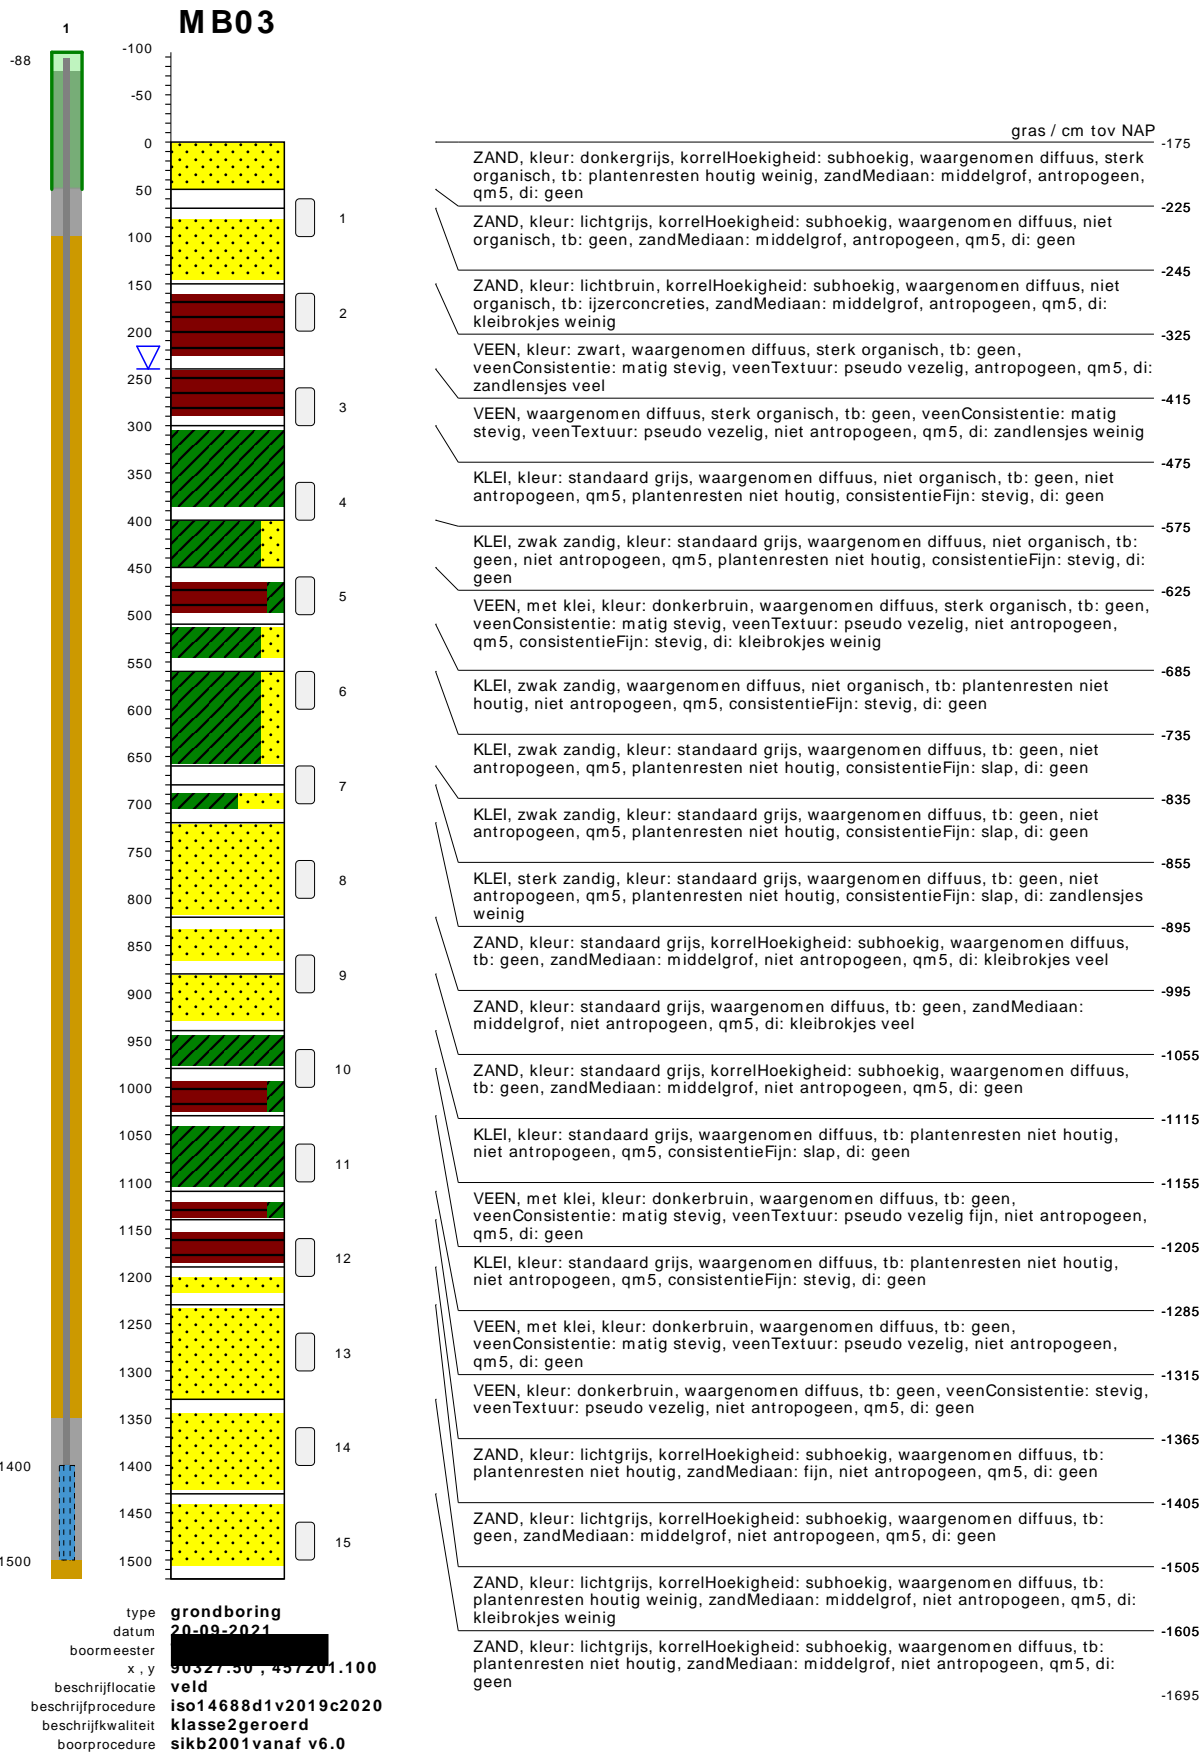 MB03
1
-88
-100
-50
0
50
100
150
200
250
300
350
400
450
500
550
600
650
700
750
800
850
900
950
1000
1050
1100
1150
1200
1250
1300
1350
1400
1450
1500
1400
1500
1
2
3
4
5
6
7
8
9
10
11
12
13
14
15
gras / cm tov NAP
-175
ZAND, kleur: donkergrijs, korrelHoekigheid: subhoekig, waargenomen diffuus, sterk
organisch, tb: plantenresten houtig weinig, zandMediaan: middelgrof, antropogeen,
qm5, di: geen
-225
ZAND, kleur: lichtgrijs, korrelHoekigheid: subhoekig, waargenomen diffuus, niet
organisch, tb: geen, zandMediaan: middelgrof, antropogeen, qm5, di: geen
-245
ZAND, kleur: lichtbruin, korrelHoekigheid: subhoekig, waargenomen diffuus, niet
organisch, tb: ijzerconcreties, zandMediaan: middelgrof, antropogeen, qm5, di:
kleibrokjes weinig
-325
VEEN, kleur: zwart, waargenomen diffuus, sterk organisch, tb: geen,
veenConsistentie: matig stevig, veenTextuur: pseudo vezelig, antropogeen, qm5, di:
zandlensjes veel
-415
VEEN, waargenomen diffuus, sterk organisch, tb: geen, veenConsistentie: matig
stevig, veenTextuur: pseudo vezelig, niet antropogeen, qm5, di: zandlensjes weinig
-475
KLEI, kleur: standaard grijs, waargenomen diffuus, niet organisch, tb: geen, niet
antropogeen, qm5, plantenresten niet houtig, consistentieFijn: stevig, di: geen
-575
KLEI, zwak zandig, kleur: standaard grijs, waargenomen diffuus, niet organisch, tb:
geen, niet antropogeen, qm5, plantenresten niet houtig, consistentieFijn: stevig, di:
geen
-625
VEEN, met klei, kleur: donkerbruin, waargenomen diffuus, sterk organisch, tb: geen,
veenConsistentie: matig stevig, veenTextuur: pseudo vezelig, niet antropogeen,
qm5, consistentieFijn: stevig, di: kleibrokjes weinig
-685
KLEI, zwak zandig, waargenomen diffuus, niet organisch, tb: plantenresten niet
houtig, niet antropogeen, qm5, consistentieFijn: stevig, di: geen
-735
KLEI, zwak zandig, kleur: standaard grijs, waargenomen diffuus, tb: geen, niet
antropogeen, qm5, plantenresten niet houtig, consistentieFijn: slap, di: geen
-835
KLEI, zwak zandig, kleur: standaard grijs, waargenomen diffuus, tb: geen, niet
antropogeen, qm5, plantenresten niet houtig, consistentieFijn: slap, di: geen
-855
KLEI, sterk zandig, kleur: standaard grijs, waargenomen diffuus, tb: geen, niet
antropogeen, qm5, plantenresten niet houtig, consistentieFijn: slap, di: zandlensjes
weinig
-895
ZAND, kleur: standaard grijs, korrelHoekigheid: subhoekig, waargenomen diffuus,
tb: geen, zandMediaan: middelgrof, niet antropogeen, qm5, di: kleibrokjes veel
-995
ZAND, kleur: standaard grijs, waargenomen diffuus, tb: geen, zandMediaan:
middelgrof, niet antropogeen, qm5, di: kleibrokjes veel
-1055
ZAND, kleur: standaard grijs, korrelHoekigheid: subhoekig, waargenomen diffuus,
tb: geen, zandMediaan: middelgrof, niet antropogeen, qm5, di: geen
-1115
KLEI, kleur: standaard grijs, waargenomen diffuus, tb: plantenresten niet houtig,
niet antropogeen, qm5, consistentieFijn: slap, di: geen
-1155
VEEN, met klei, kleur: donkerbruin, waargenomen diffuus, tb: geen,
veenConsistentie: matig stevig, veenTextuur: pseudo vezelig fijn, niet antropogeen,
qm5, di: geen
-1205
KLEI, kleur: standaard grijs, waargenomen diffuus, tb: plantenresten niet houtig,
niet antropogeen, qm5, consistentieFijn: stevig, di: geen
-1285
VEEN, met klei, kleur: donkerbruin, waargenomen diffuus, tb: geen,
veenConsistentie: matig stevig, veenTextuur: pseudo vezelig, niet antropogeen,
qm5, di: geen
-1315
VEEN, kleur: donkerbruin, waargenomen diffuus, tb: geen, veenConsistentie: stevig,
veenTextuur: pseudo vezelig, niet antropogeen, qm5, di: geen
-1365
ZAND, kleur: lichtgrijs, korrelHoekigheid: subhoekig, waargenomen diffuus, tb:
plantenresten niet houtig, zandMediaan: fijn, niet antropogeen, qm5, di: geen
-1405
ZAND, kleur: lichtgrijs, korrelHoekigheid: subhoekig, waargenomen diffuus, tb:
geen, zandMediaan: middelgrof, niet antropogeen, qm5, di: geen
-1505
ZAND, kleur: lichtgrijs, korrelHoekigheid: subhoekig, waargenomen diffuus, tb:
plantenresten houtig weinig, zandMediaan: middelgrof, niet antropogeen, qm5, di:
kleibrokjes weinig
-1605
ZAND, kleur: lichtgrijs, korrelHoekigheid: subhoekig, waargenomen diffuus, tb:
plantenresten niet houtig, zandMediaan: middelgrof, niet antropogeen, qm5, di:
geen
-1695
type grondboring
datum 20-09-2021
boormeester
x , y 90327.50 , 457201.100
beschrijflocatie veld
beschrijfprocedure iso14688d1v2019c2020
beschrijfkwaliteit klasse2geroerd
boorprocedure sikb2001vanaf v6.0